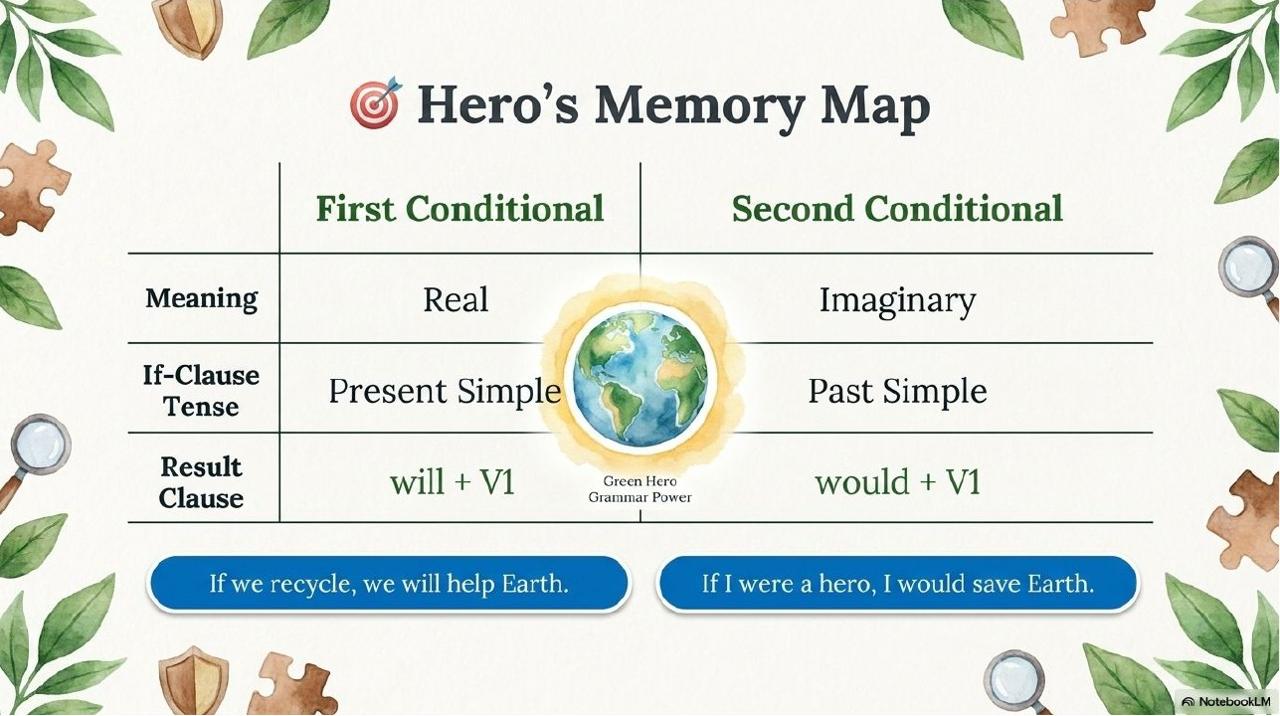 Hero’s Memory Map
First Conditional
Second Conditional
Meaning
Real
Imaginary
If-Clause
Tense
Present Simple
Past Simple
Result
Clause
will + V1
would + V1
Green Hero
Grammar Power
If we recycle, we will help Earth.
If I were a hero, I would save Earth.
NotebookLM